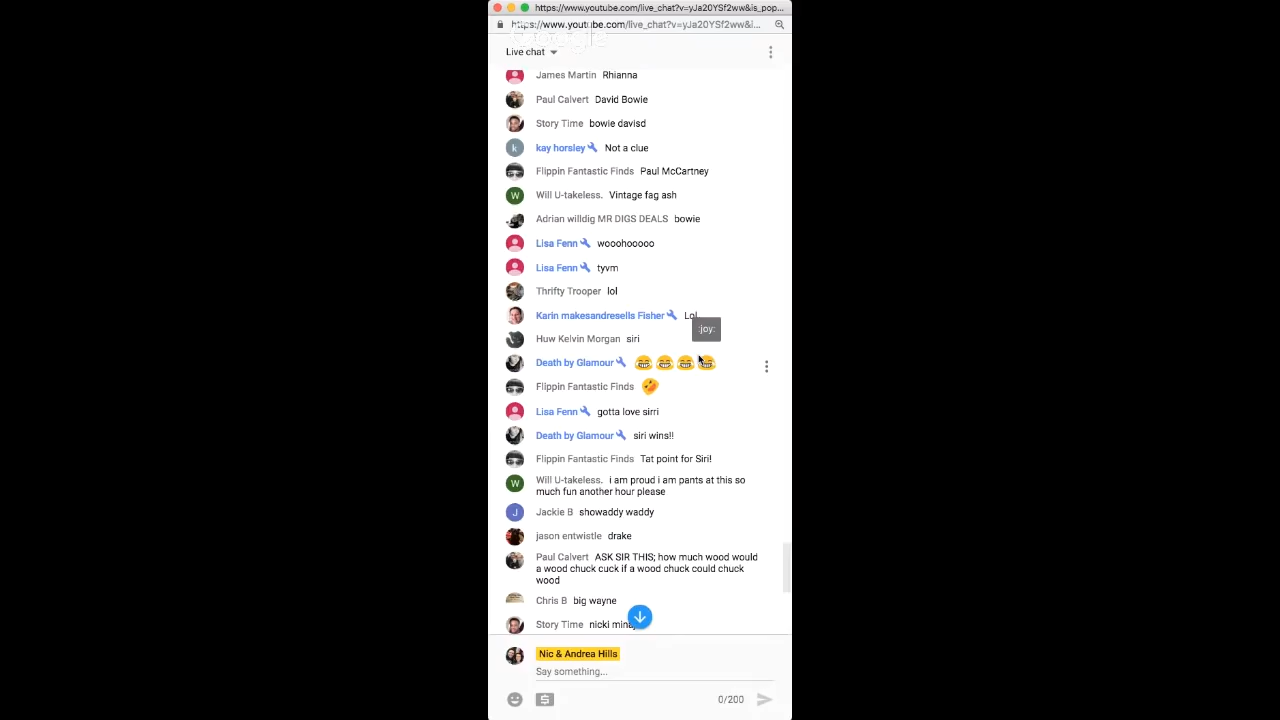 https://www.youtube.com/live_chat?v=yJa20YSf2ww&is_pop...
https://www.youtube.com/live_chat?v=yJa20YSf2ww&i...
Google
Live chat
James Martin Rhianna
Paul Calvert David Bowie
Story Time bowie davisd
k kay horsley Not a clue
Flippin Fantastic Finds Paul McCartney
W Will U-takeless. Vintage fag ash
Adrian willdig MR DIGS DEALS bowie
Lisa Fenn wooohooooo
Lisa Fenn tyvm
Thrifty Trooper lol
Karin makesandresells Fisher Lol
:joy:
Huw Kelvin Morgan siri
Death by Glamour
Flippin Fantastic Finds
Lisa Fenn gotta love sirri
Death by Glamour siri wins!!
Flippin Fantastic Finds Tat point for Siri!
W Will U-takeless. i am proud i am pants at this so
much fun another hour please
J Jackie B showaddy waddy
jason entwistle drake
Paul Calvert ASK SIR THIS; how much wood would
a wood chuck cuck if a wood chuck could chuck
wood
Chris B big wayne
Story Time nicki
Nic & Andrea Hills
Say something...
0/200